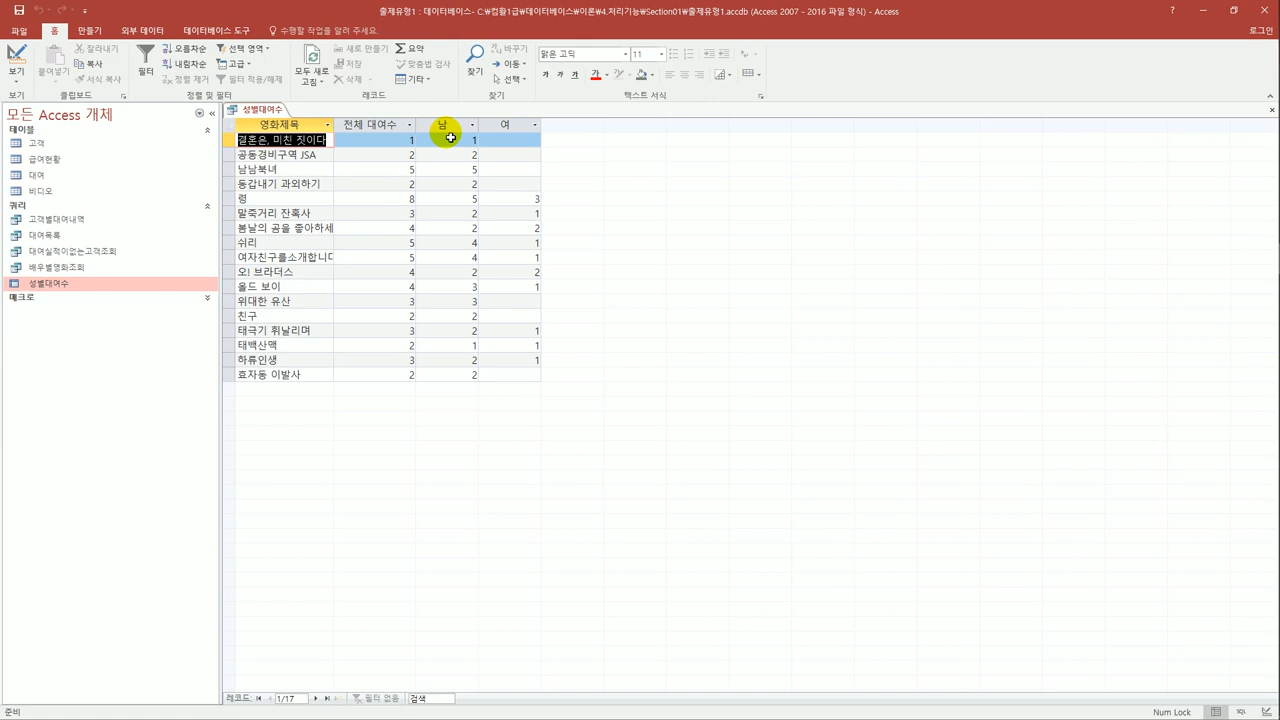 출제유형1 : 데이터베이스- C:₩컴활1급₩데이터베이스₩이론₩4.처리기능₩Section01₩출제유형1.accdb (Access 2007 - 2016 파일 형식) - Access
?
파일 홈 만들기 외부 데이터 데이터베이스 도구 수행할 작업을 알려 주세요. 로그인
보기 붙여넣기 잘라내기 복사 서식 복사
필터 오름차순 내림차순 정렬 제거 선택 영역 고급 필터 적용/해제
모두 새로 고침 새로 만들기 저장 삭제 요약 맞춤법 검사 기타
찾기 바꾸기 이동 선택
맑은 고딕 11
가 가 가 가
보기 클립보드 정렬 및 필터 레코드 찾기 텍스트 서식
모든 Access 개체
테이블
고객
급여현황
대여
비디오
쿼리
고객별대여내역
대여목록
대여실적이없는고객조회
배우별영화조회
성별대여수
매크로
성별대여수
영화제목 전체 대여수 남 여
결혼은, 미친 짓이다 1 1
공동경비구역 JSA 2 2
남남북녀 5 5
동갑내기 과외하기 2 2
령 8 5 3
말죽거리 잔혹사 3 2 1
봄날의 곰을 좋아하세 4 2 2
쉬리 5 4 1
여자친구를소개합니다 5 4 1
오! 브라더스 4 2 2
올드 보이 4 3 1
위대한 유산 3 3
친구 2 2
태극기 휘날리며 3 2 1
태백산맥 2 1 1
하류인생 3 2 1
효자동 이발사 2 2
레코드: 1/17 필터 없음 검색
준비 Num Lock SQL